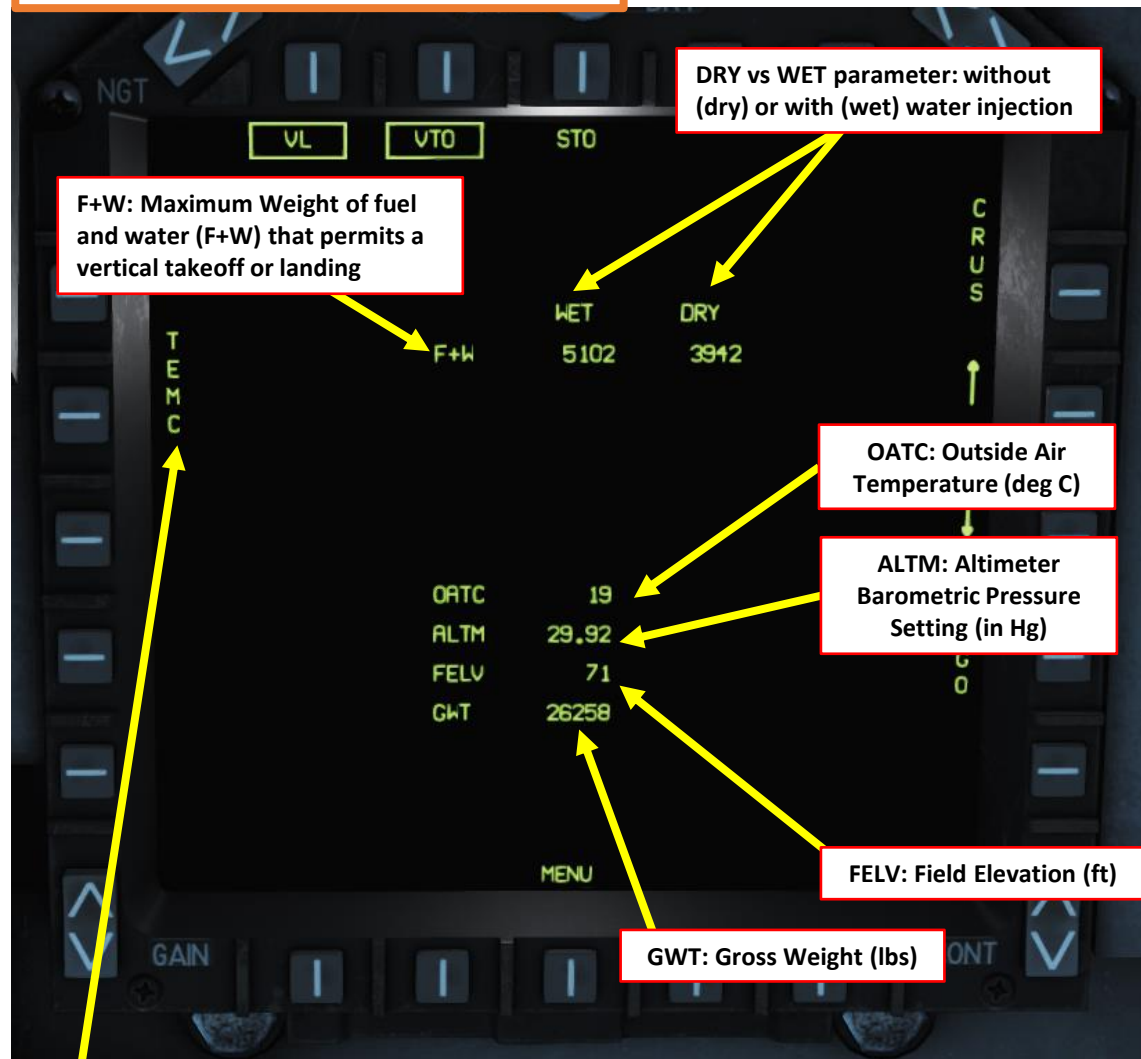 BRT
NGT
DRY vs WET parameter: without
(dry) or with (wet) water injection
VL VTO STO
F+W: Maximum Weight of fuel
and water (F+W) that permits a
vertical takeoff or landing
CRUS
WET DRY
TEMC
F+W 5102 3942
OATC: Outside Air
Temperature (deg C)
ALTM: Altimeter
Barometric Pressure
Setting (in Hg)
OATC 19
ALTM 29.92
FELV 71
GWT 26258
FELV: Field Elevation (ft)
MENU
GAIN
GWT: Gross Weight (lbs)